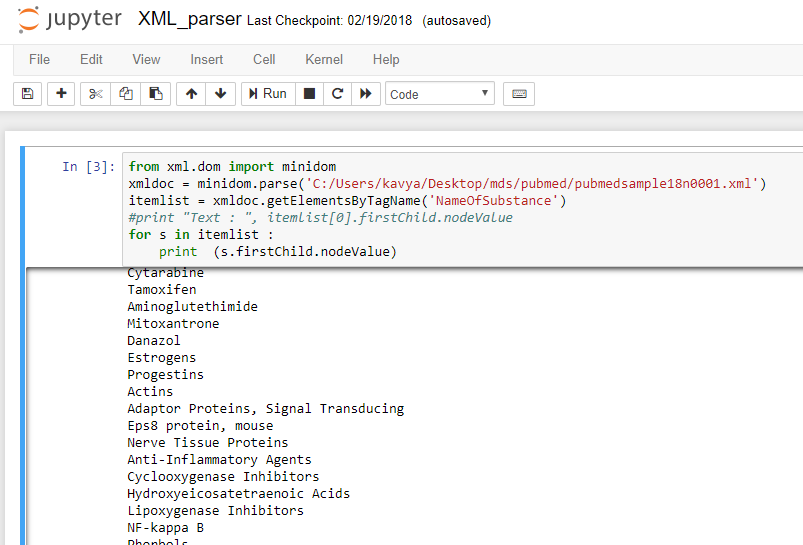 jupyter XML_parser Last Checkpoint: 02/19/2018 (autosaved)
File Edit View Insert Cell Kernel Help
Run Code
In [3]: from xml.dom import minidom
xmldoc = minidom.parse('C:/Users/kavya/Desktop/mds/pubmed/pubmedsample18n0001.xml')
itemlist = xmldoc.getElementsByTagName('NameOfSubstance')
#print "Text : ", itemlist[0].firstChild.nodeValue
for s in itemlist :
    print  (s.firstChild.nodeValue)
Cytarabine
Tamoxifen
Aminoglutethimide
Mitoxantrone
Danazol
Estrogens
Progestins
Actins
Adaptor Proteins, Signal Transducing
Eps8 protein, mouse
Nerve Tissue Proteins
Anti-Inflammatory Agents
Cyclooxygenase Inhibitors
Hydroxyeicosatetraenoic Acids
Lipoxygenase Inhibitors
NF-kappa B